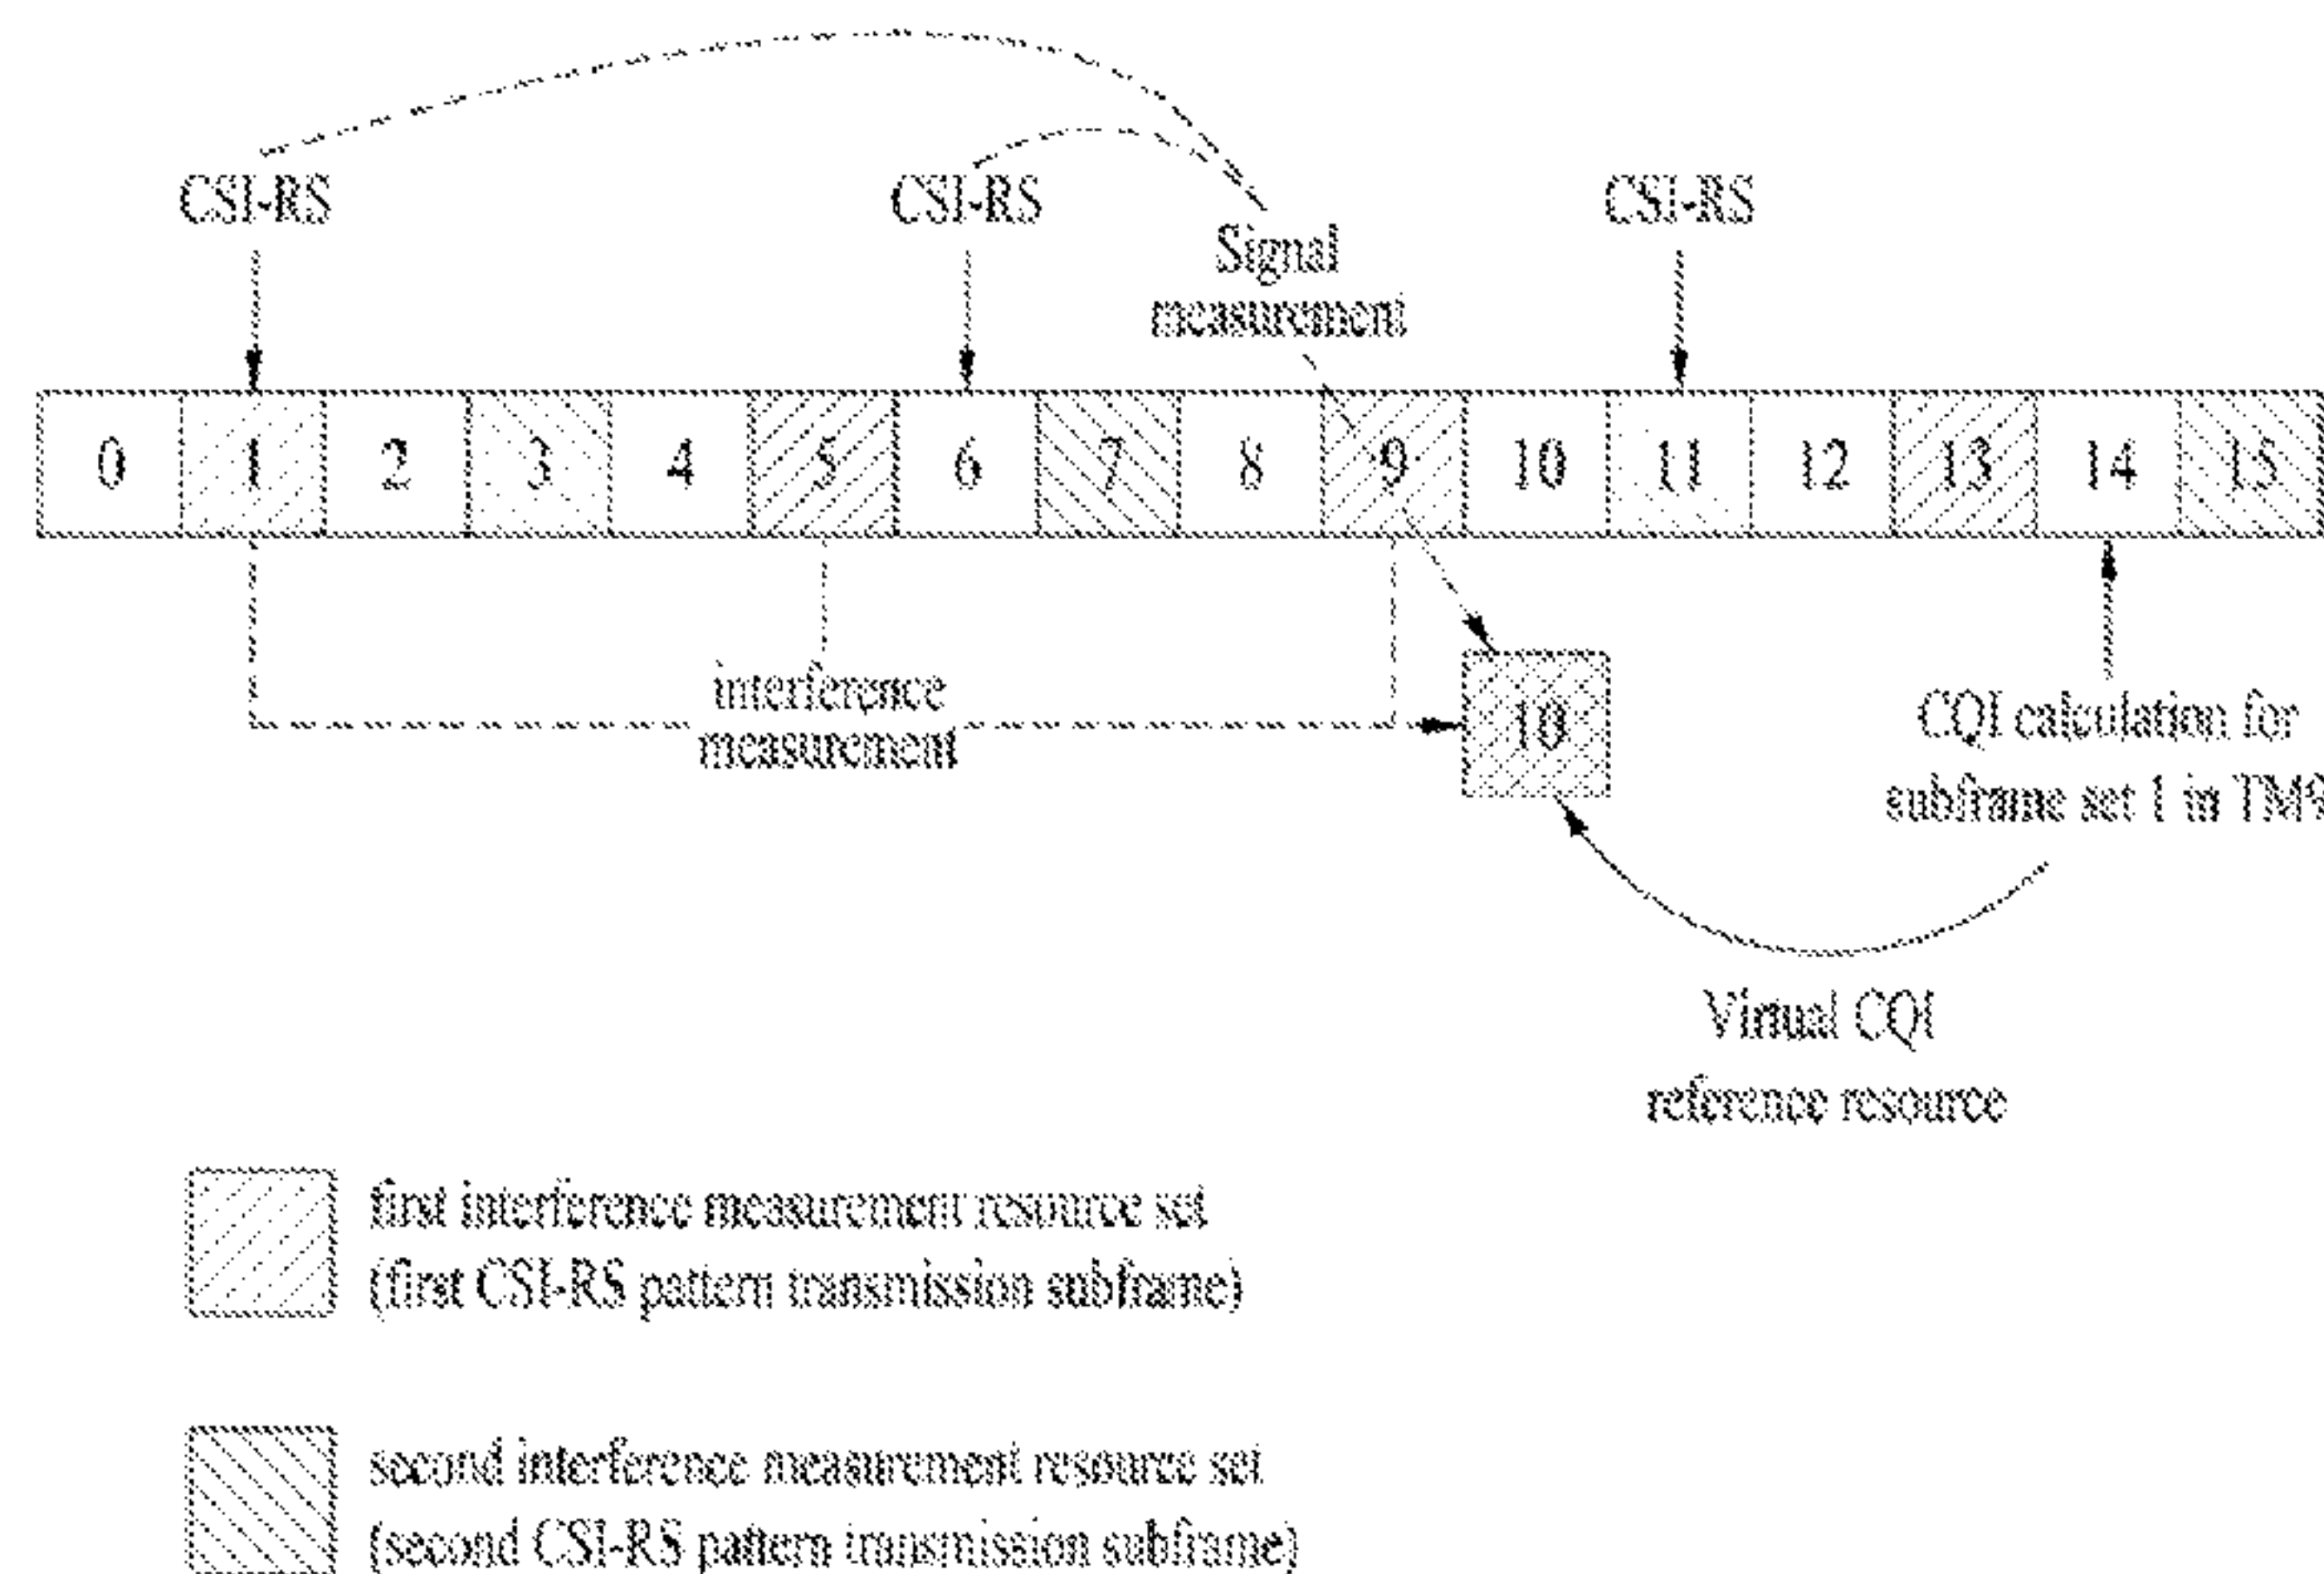 CSI-RS
CSI-RS
CSI-RS
Signal
measurement
0 1 2 3 4 5 6 7 8 9 10 11 12 13 14 15
interference
measurement
10
CQI calculation for
subframe set 1 in TM9
Virtual CQI
reference resource
first interference measurement resource set
(first CSI-RS pattern transmission subframe)
second interference measurement resource set
(second CSI-RS pattern transmission subframe)